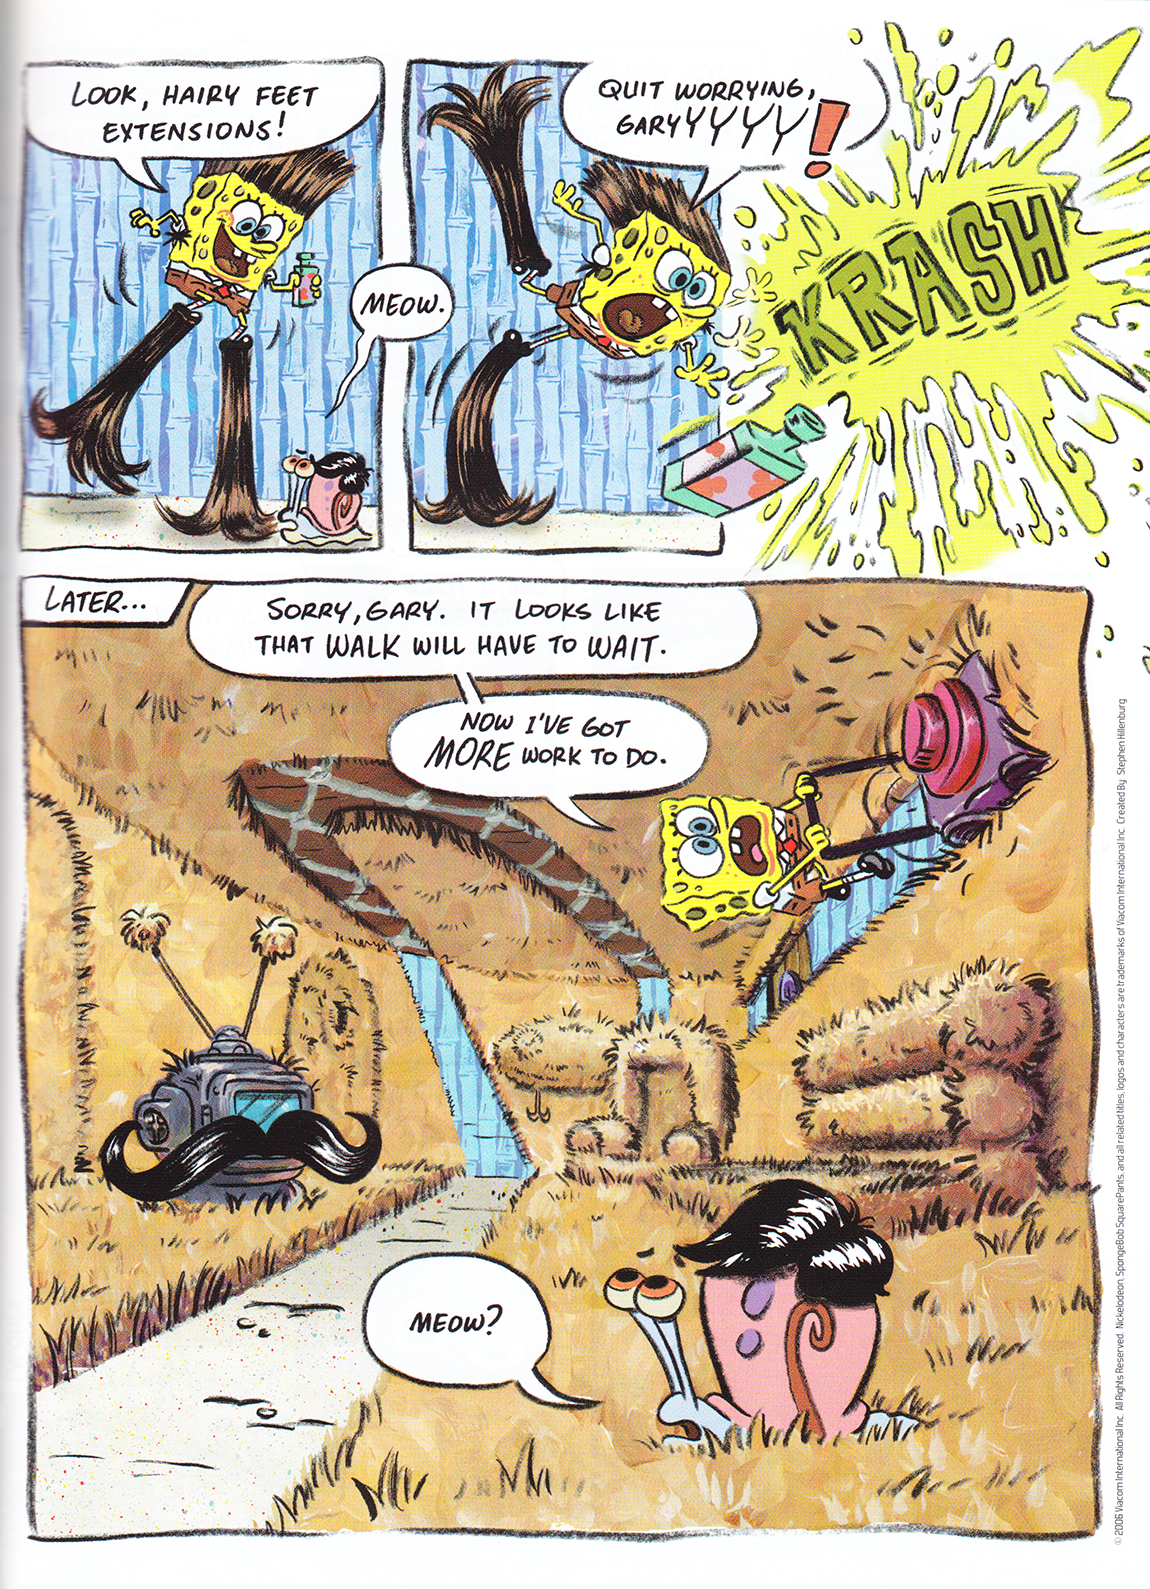 LOOK, HAIRY FEET
EXTENSIONS!
MEOW.
QUIT WORRYING,
GARYYYYY!
KRASH
LATER...
SORRY, GARY. IT LOOKS LIKE
THAT WALK WILL HAVE TO WAIT.
NOW I'VE GOT
MORE WORK TO DO.
MEOW?
© 2006 Viacom International Inc. All Rights Reserved. Nickelodeon, SpongeBob SquarePants and all related titles, logos and characters are trademarks of Viacom International Inc. Created By Stephen Hillenburg